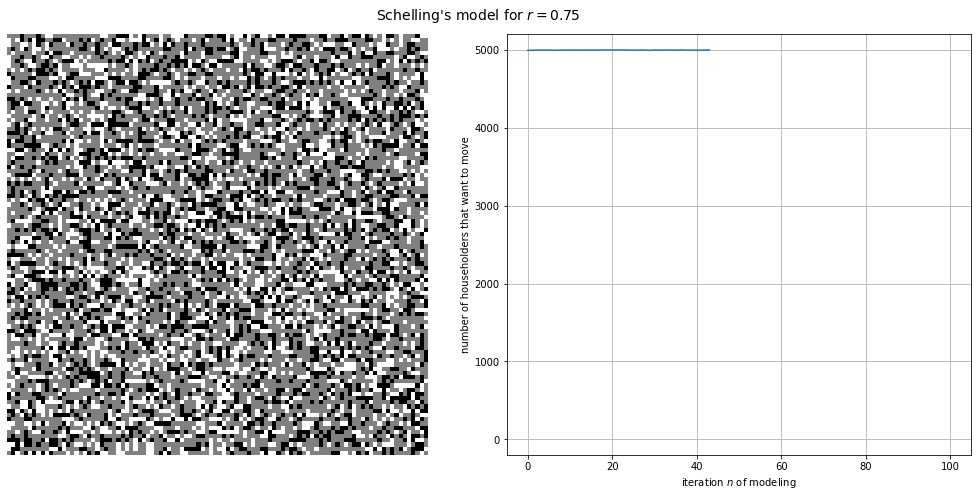 Schelling's model for r = 0.75
number of householders that want to move
5000
4000
3000
2000
1000
0
0 20 40 60 80 100
iteration n of modeling